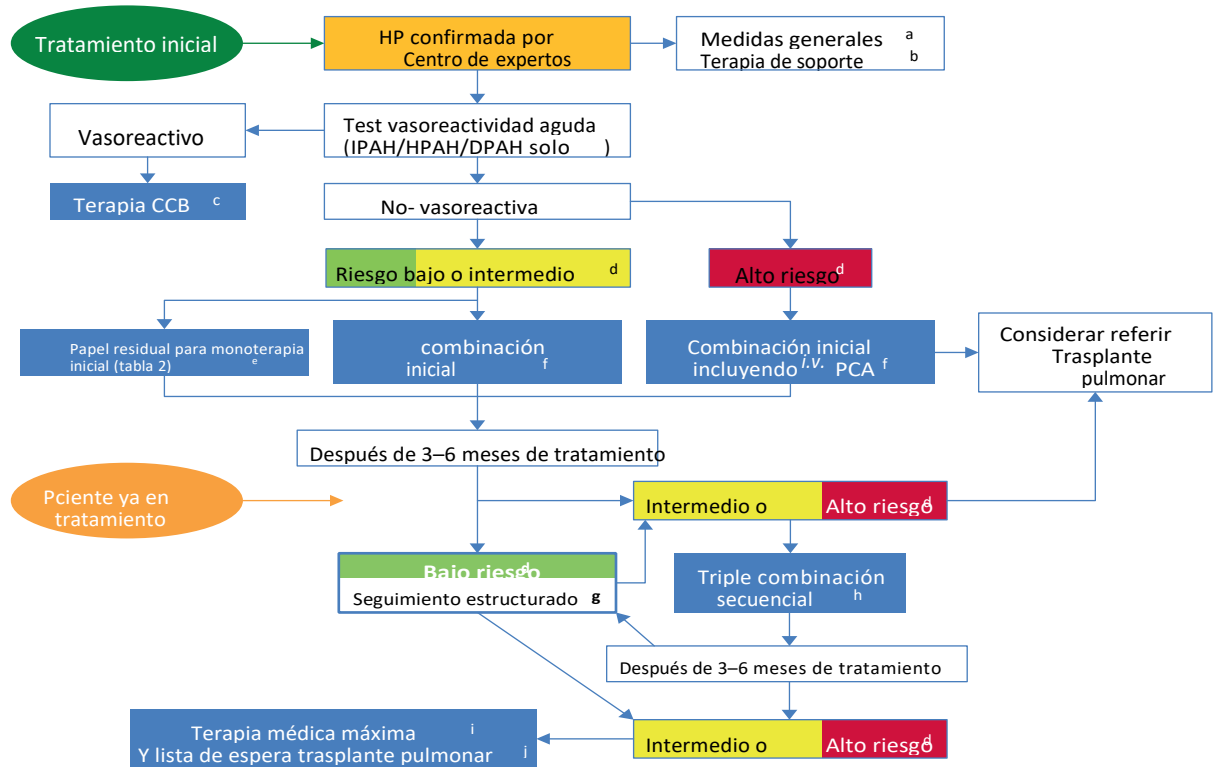 Tratamiento inicial
HP confirmada por
Centro de expertos
Medidas generales a
Terapia de soporte b
Vasoreactivo
Test vasoreactividad aguda
(IPAH/HPAH/DPAH solo )
Terapia CCB c
No- vasoreactiva
Riesgo bajo o intermedio d
Alto riesgo d
Papel residual para monoterapia
inicial (tabla 2) e
combinación
inicial f
Combinación inicial
incluyendo i.v. PCA f
Considerar referir
Trasplante
pulmonar
Después de 3–6 meses de tratamiento
Pciente ya en
tratamiento
Intermedio o Alto riesgo d
Bajo riesgo d
Seguimiento estructurado g
Triple combinación
secuencial h
Después de 3–6 meses de tratamiento
Terapia médica máxima i
Y lista de espera trasplante pulmonar j
Intermedio o Alto riesgo d